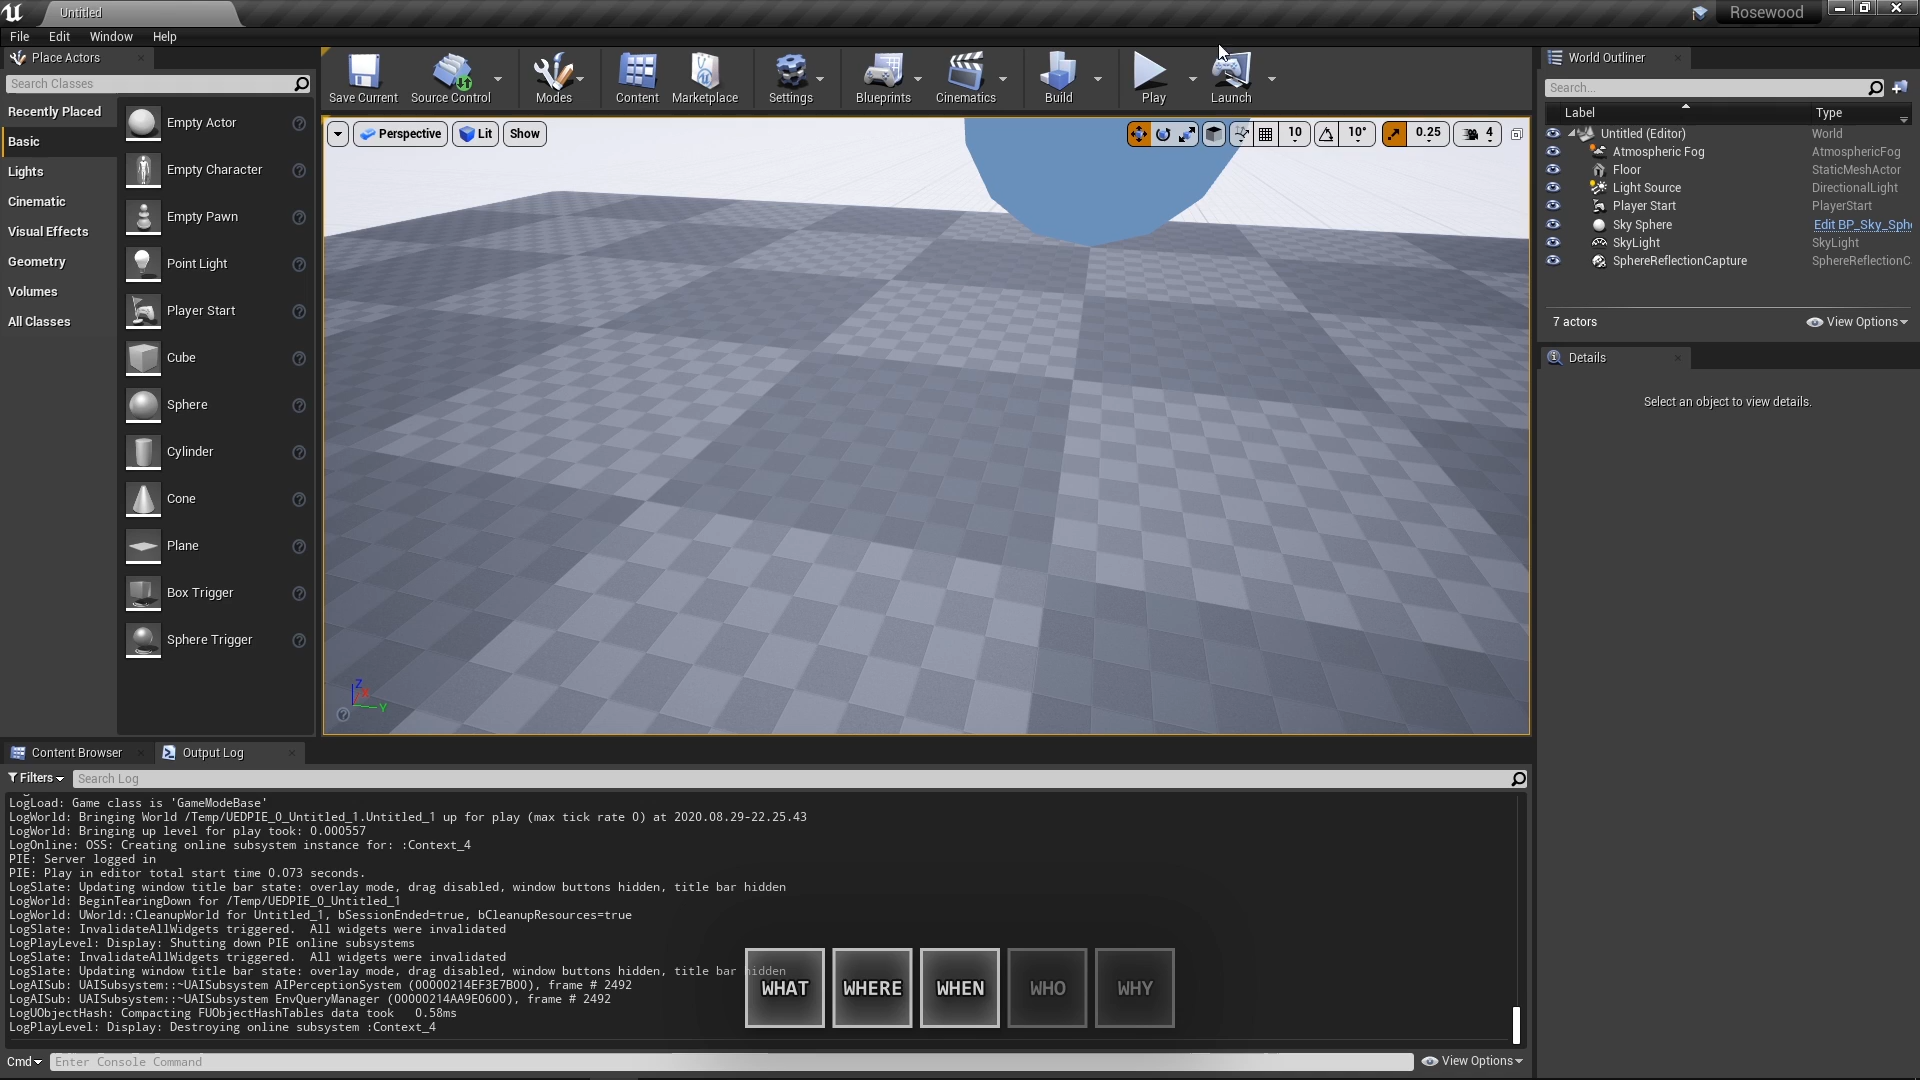 Untitled
Rosewood
File Edit Window Help
Place Actors
Search Classes
Recently Placed
Basic
Lights
Cinematic
Visual Effects
Geometry
Volumes
All Classes
Empty Actor
Empty Character
Empty Pawn
Point Light
Player Start
Cube
Sphere
Cylinder
Cone
Plane
Box Trigger
Sphere Trigger
Save Current Source Control Modes Content Marketplace Settings Blueprints Cinematics Build Play Launch
Perspective Lit Show
10 10° 0.25 4
Z
X
Y
World Outliner
Search...
Label Type
Untitled (Editor) World
Atmospheric Fog AtmosphericFog
Floor StaticMeshActor
Light Source DirectionalLight
Player Start PlayerStart
Sky Sphere Edit BP_Sky_Sphe
SkyLight SkyLight
SphereReflectionCapture SphereReflectionC
7 actors View Options
Details
Select an object to view details.
Content Browser Output Log
Filters Search Log
LogLoad: Game class is 'GameModeBase'
LogWorld: Bringing World /Temp/UEDPIE_0_Untitled_1.Untitled_1 up for play (max tick rate 0) at 2020.08.29-22.25.43
LogWorld: Bringing up level for play took: 0.000557
LogOnline: OSS: Creating online subsystem instance for: :Context_4
PIE: Server logged in
PIE: Play in editor total start time 0.073 seconds.
LogSlate: Updating window title bar state: overlay mode, drag disabled, window buttons hidden, title bar hidden
LogWorld: BeginTearingDown for /Temp/UEDPIE_0_Untitled_1
LogWorld: UWorld::CleanupWorld for Untitled_1, bSessionEnded=true, bCleanupResources=true
LogSlate: InvalidateAllWidgets triggered.  All widgets were invalidated
LogPlayLevel: Display: Shutting down PIE online subsystems
LogSlate: InvalidateAllWidgets triggered.  All widgets were invalidated
LogSlate: Updating window title bar state: overlay mode, drag disabled, window buttons hidden, title bar hidden
LogAISub: UAISubsystem::~UAISubsystem AIPerceptionSystem (00000214EF3E7B00), frame # 2492
LogAISub: UAISubsystem::~UAISubsystem EnvQueryManager (00000214AA9E0600), frame # 2492
LogUObjectHash: Compacting FUObjectHashTables data took   0.58ms
LogPlayLevel: Display: Destroying online subsystem :Context_4
WHAT WHERE WHEN WHO WHY
Cmd Enter Console Command View Options